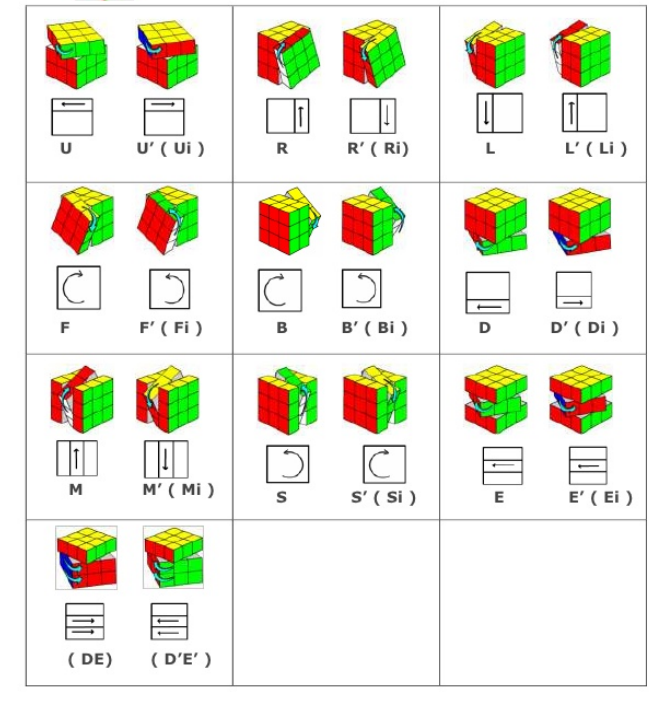 U U′ ( Ui ) R R′ ( Ri) L L′ ( Li )
F F′ ( Fi ) B B′ ( Bi ) D D′ ( Di )
M M′ ( Mi ) S S′ ( Si ) E E′ ( Ei )
( DE) ( D′E′ )